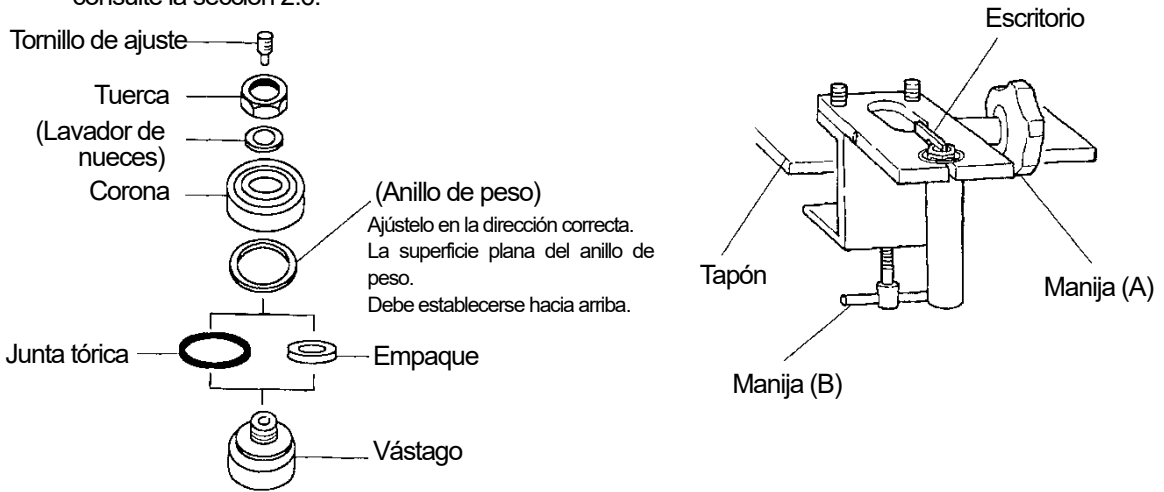 consulte la sección 2.6.
Tornillo de ajuste
Tuerca
(Lavador de
nueces)
Corona
(Anillo de peso)
Ajústelo en la dirección correcta.
La superficie plana del anillo de
peso.
Debe establecerse hacia arriba.
Junta tórica
Empaque
Vástago
Escritorio
Tapón
Manija (A)
Manija (B)